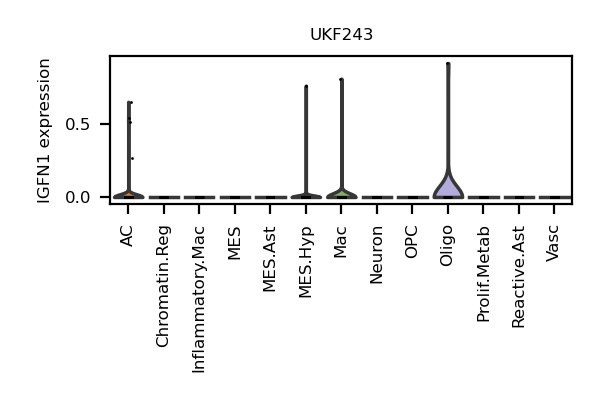 UKF243
IGFN1 expression
0.5
0.0
AC
Chromatin.Reg
Inflammatory.Mac
MES
MES.Ast
MES.Hyp
Mac
Neuron
OPC
Oligo
Prolif.Metab
Reactive.Ast
Vasc